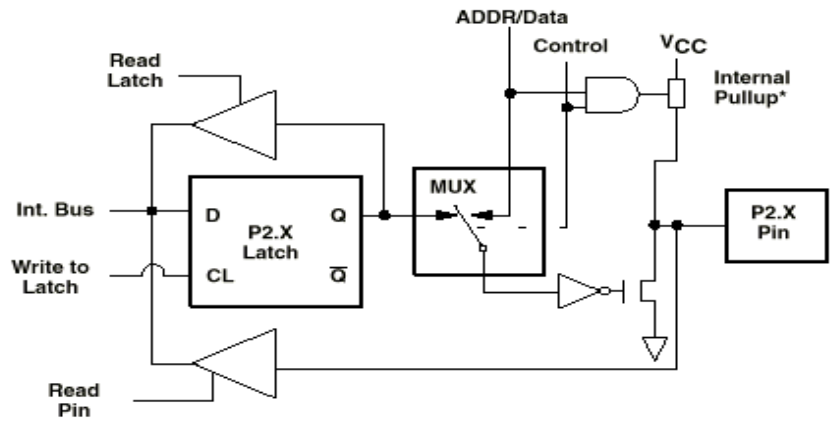 ADDR/Data
Control
VCC
Read
Latch
Internal
Pullup*
MUX
Int. Bus
D
Q
P2.X
Latch
P2.X
Pin
Write to
Latch
CL
Q̅
Read
Pin